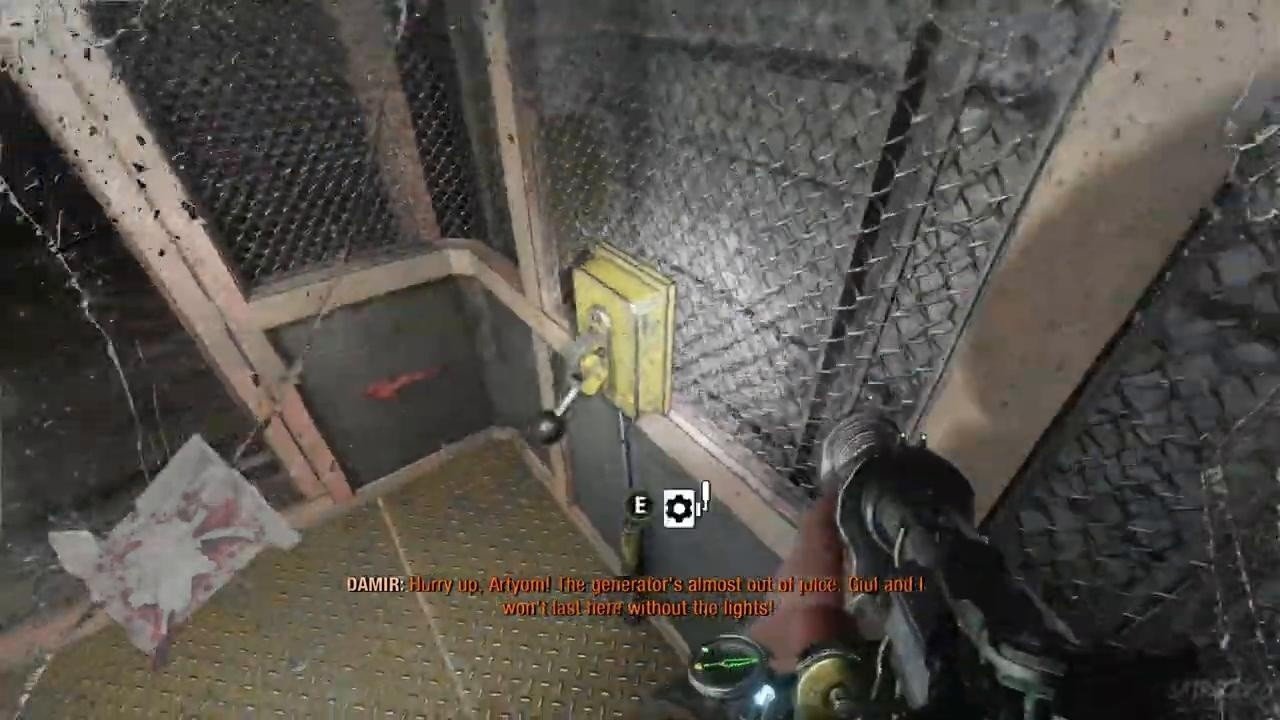 E
DAMIR: Hurry up, Artyom! The generator's almost out of juice. Giul and I
won't last here without the lights!